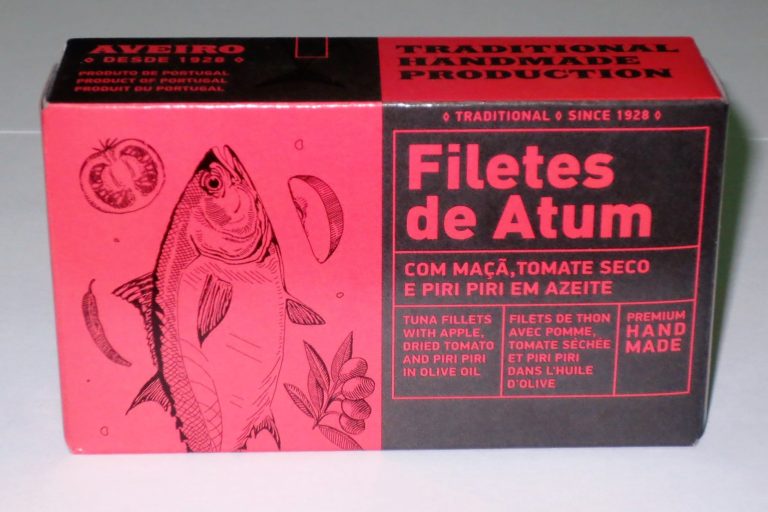 AVEIRO
◊ DESDE 1928 ◊
PRODUTO DE PORTUGAL
PRODUCT OF PORTUGAL
PRODUIT DU PORTUGAL
TRADITIONAL
HANDMADE
PRODUCTION
◊ TRADITIONAL ◊ SINCE 1928 ◊
Filetes
de Atum
COM MAÇÃ, TOMATE SECO
E PIRI PIRI EM AZEITE
TUNA FILLETS
WITH APPLE,
DRIED TOMATO
AND PIRI PIRI
IN OLIVE OIL
FILETS DE THON
AVEC POMME,
TOMATE SÉCHÉE
ET PIRI PIRI
DANS L'HUILE
D'OLIVE
PREMIUM
HAND
MADE